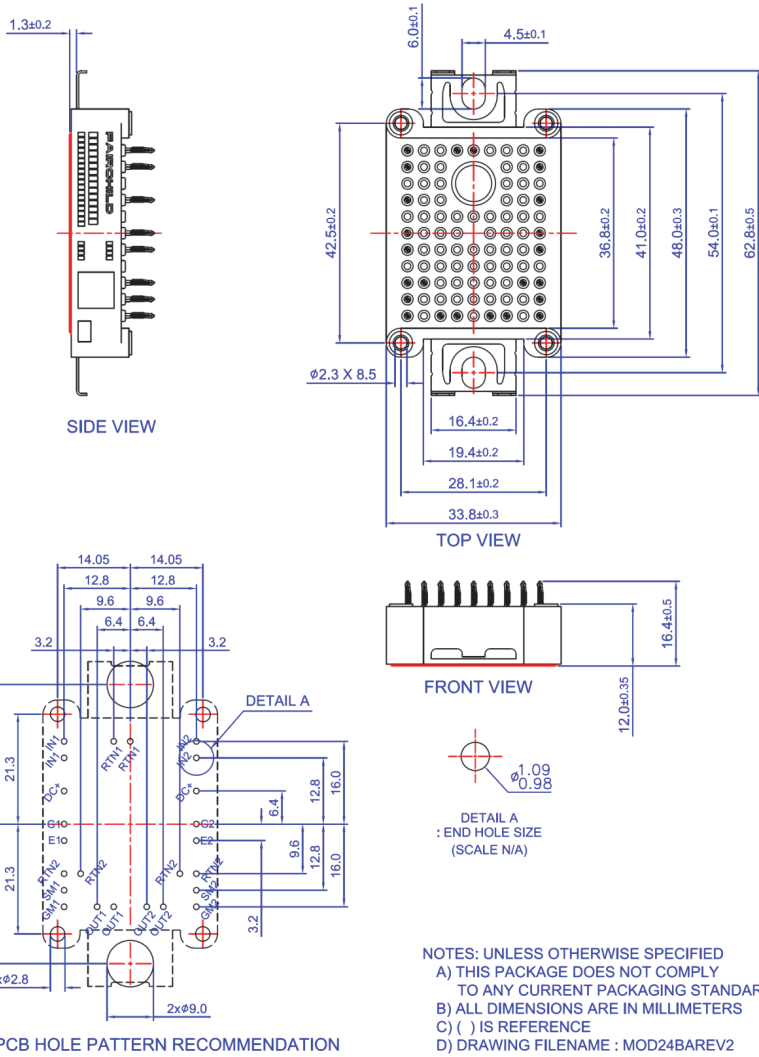 1.3±0.2
6.0±0.1
4.5±0.1
FAIRCHILD
42.5±0.2
36.8±0.2
41.0±0.2
48.0±0.3
54.0±0.1
62.8±0.5
ϕ2.3 X 8.5
16.4±0.2
19.4±0.2
28.1±0.2
33.8±0.3
SIDE VIEW
TOP VIEW
14.05 14.05
12.8 12.8
9.6 9.6
6.4 6.4
3.2 3.2
DETAIL A
IN1
IN1
RTN1
RTN1
IN2
IN2
DC+
DC+
G1
G2
E1
E2
RTN2
RTN2
RTN2
RTN2
SM1
SM2
GM1
GM2
OUT1
OUT1
OUT2
OUT2
21.3
21.3
16.0
12.8
6.4
9.6
12.8
16.0
3.2
xϕ2.8
2xϕ9.0
PCB HOLE PATTERN RECOMMENDATION
16.4±0.5
12.0±0.35
FRONT VIEW
ϕ1.09
0.98
DETAIL A
: END HOLE SIZE
(SCALE N/A)
NOTES: UNLESS OTHERWISE SPECIFIED
A) THIS PACKAGE DOES NOT COMPLY
TO ANY CURRENT PACKAGING STANDAR
B) ALL DIMENSIONS ARE IN MILLIMETERS
C) ( ) IS REFERENCE
D) DRAWING FILENAME : MOD24BAREV2